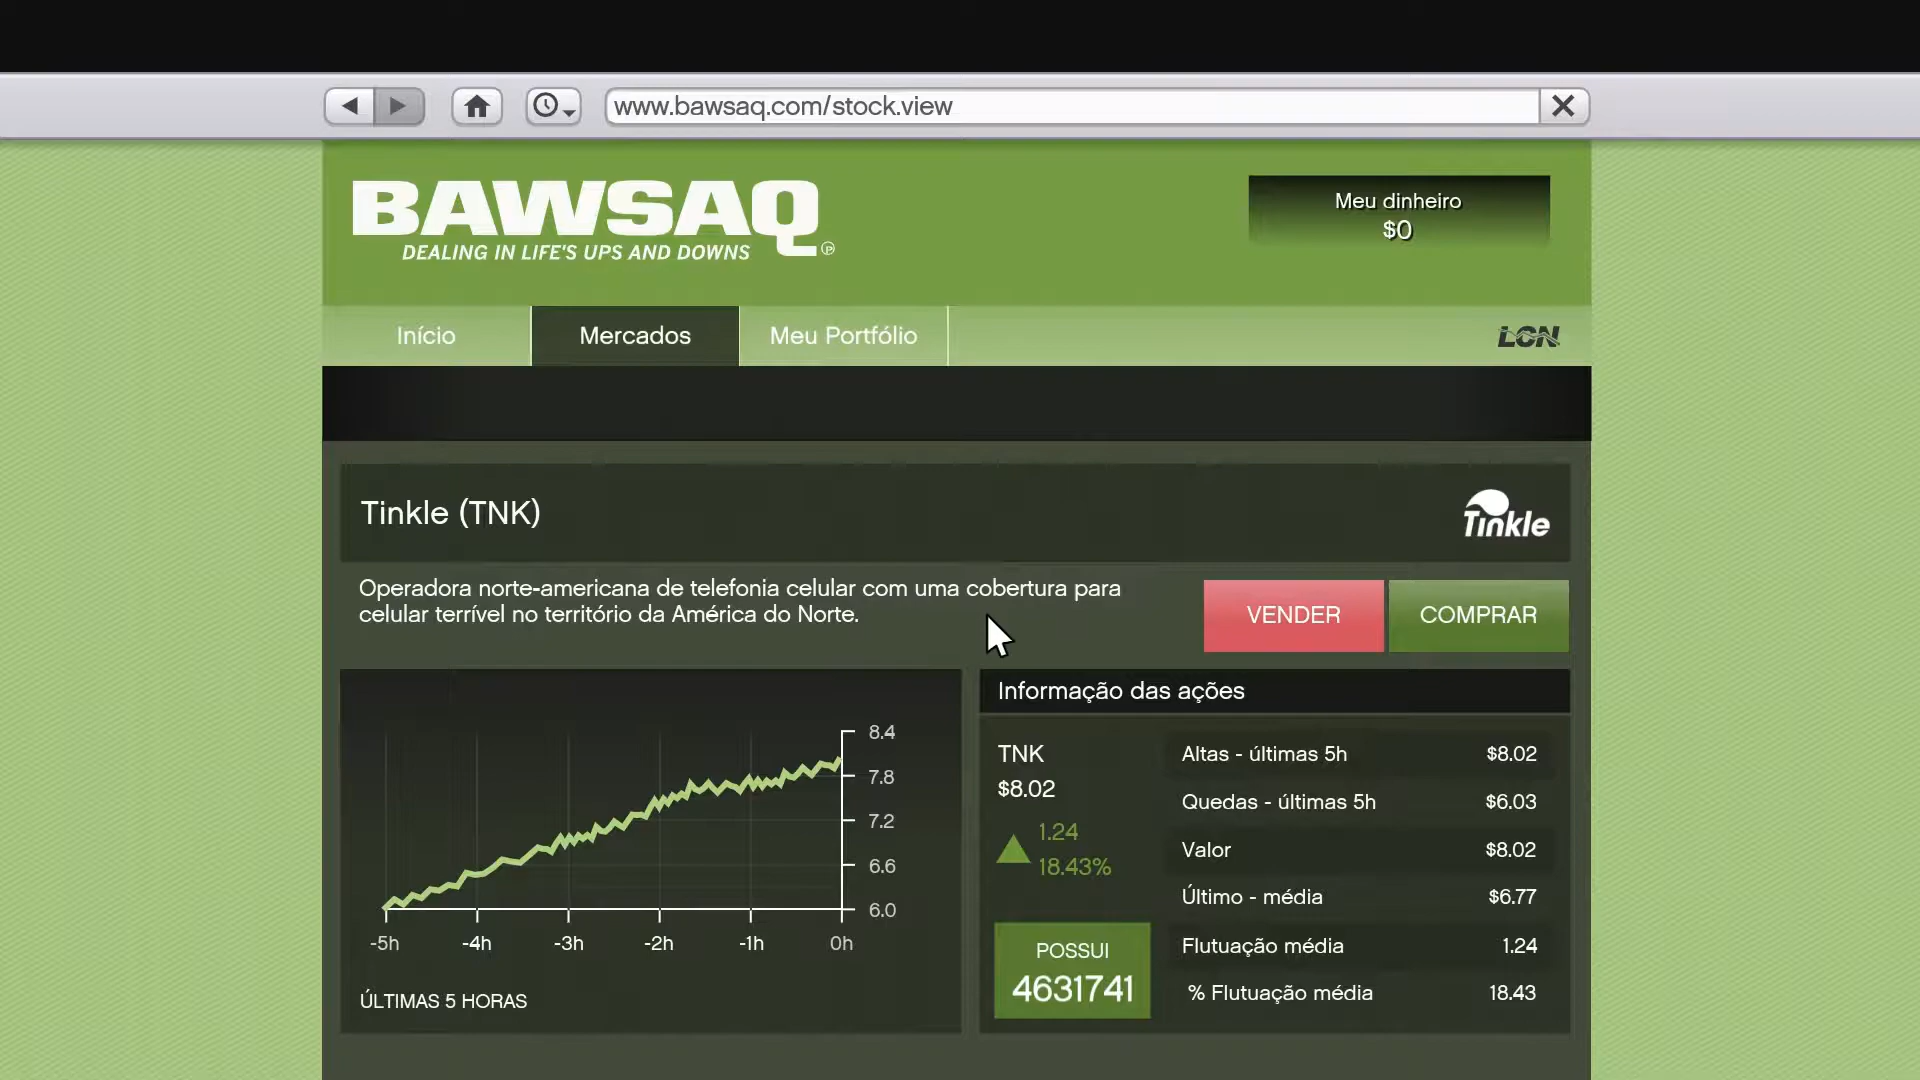 www.bawsaq.com/stock.view
BAWSAQ
DEALING IN LIFE'S UPS AND DOWNS
Meu dinheiro
$0
Início
Mercados
Meu Portfólio
LCN
Tinkle (TNK)
Tinkle
Operadora norte-americana de telefonia celular com uma cobertura para
celular terrível no território da América do Norte.
VENDER
COMPRAR
8.4
7.8
7.2
6.6
6.0
-5h -4h -3h -2h -1h 0h
ÚLTIMAS 5 HORAS
Informação das ações
TNK
$8.02
1.24
18.43%
POSSUI
4631741
Altas - últimas 5h $8.02
Quedas - últimas 5h $6.03
Valor $8.02
Último - média $6.77
Flutuação média 1.24
% Flutuação média 18.43